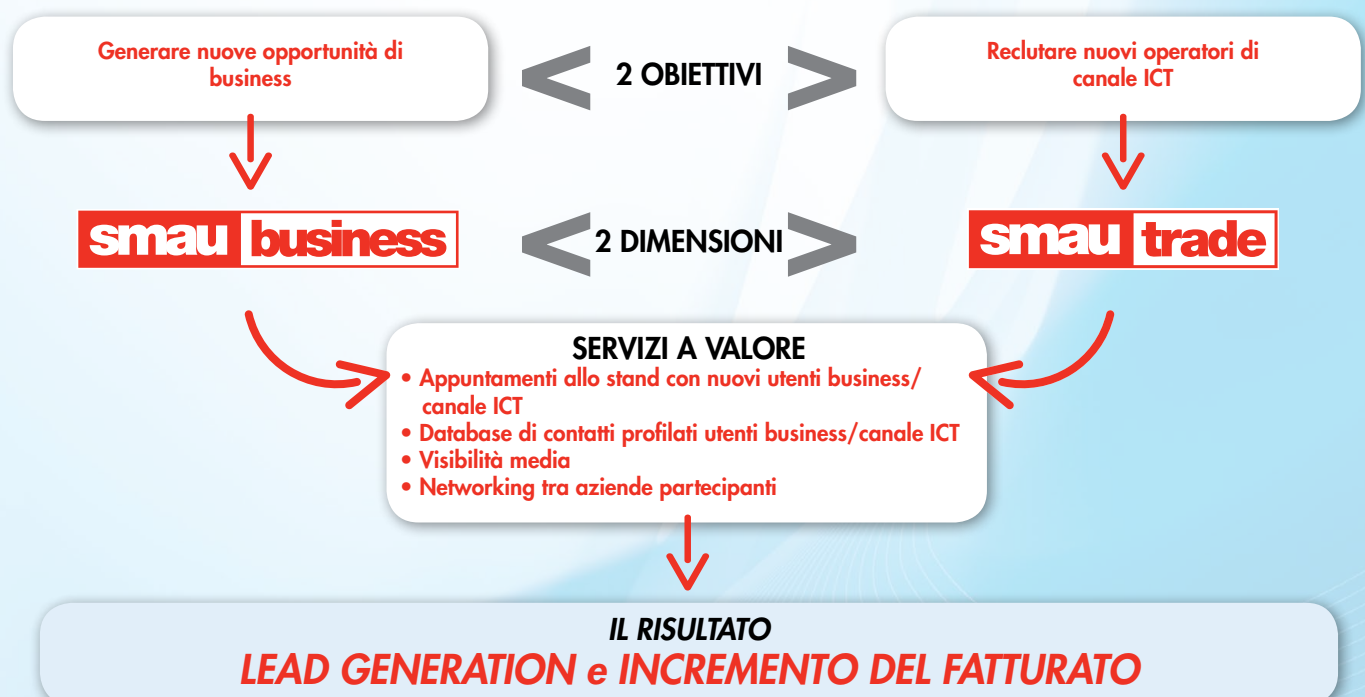 Generare nuove opportunità di
business
< 2 OBIETTIVI >
Reclutare nuovi operatori di
canale ICT
smau business
< 2 DIMENSIONI >
smau trade
SERVIZI A VALORE
• Appuntamenti allo stand con nuovi utenti business/
canale ICT
• Database di contatti profilati utenti business/canale ICT
• Visibilità media
• Networking tra aziende partecipanti
IL RISULTATO
LEAD GENERATION e INCREMENTO DEL FATTURATO